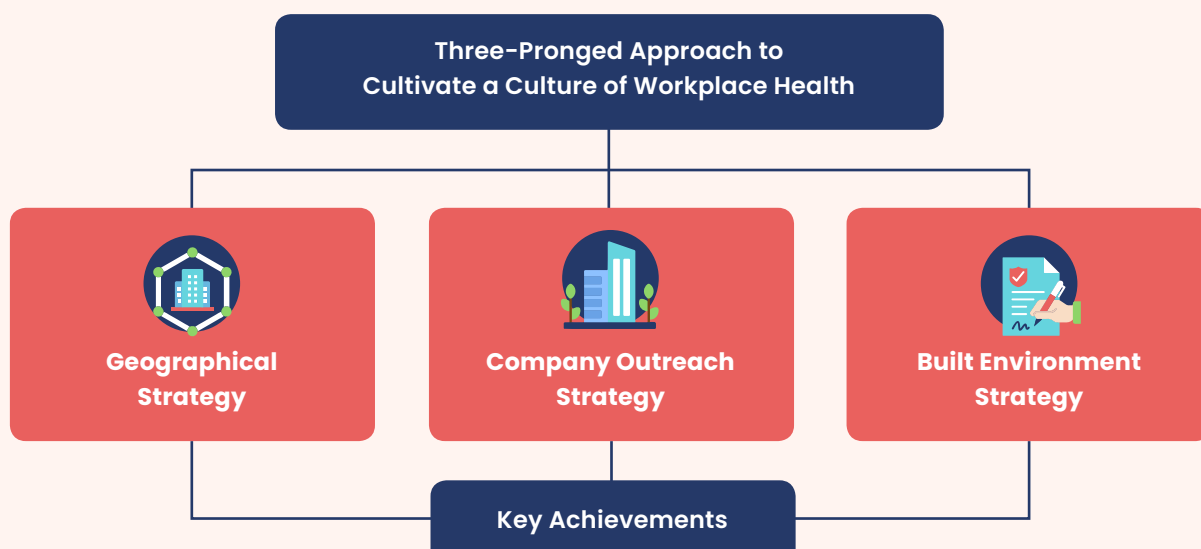 Three-Pronged Approach to
Cultivate a Culture of Workplace Health
Geographical
Strategy
Company Outreach
Strategy
Built Environment
Strategy
Key Achievements